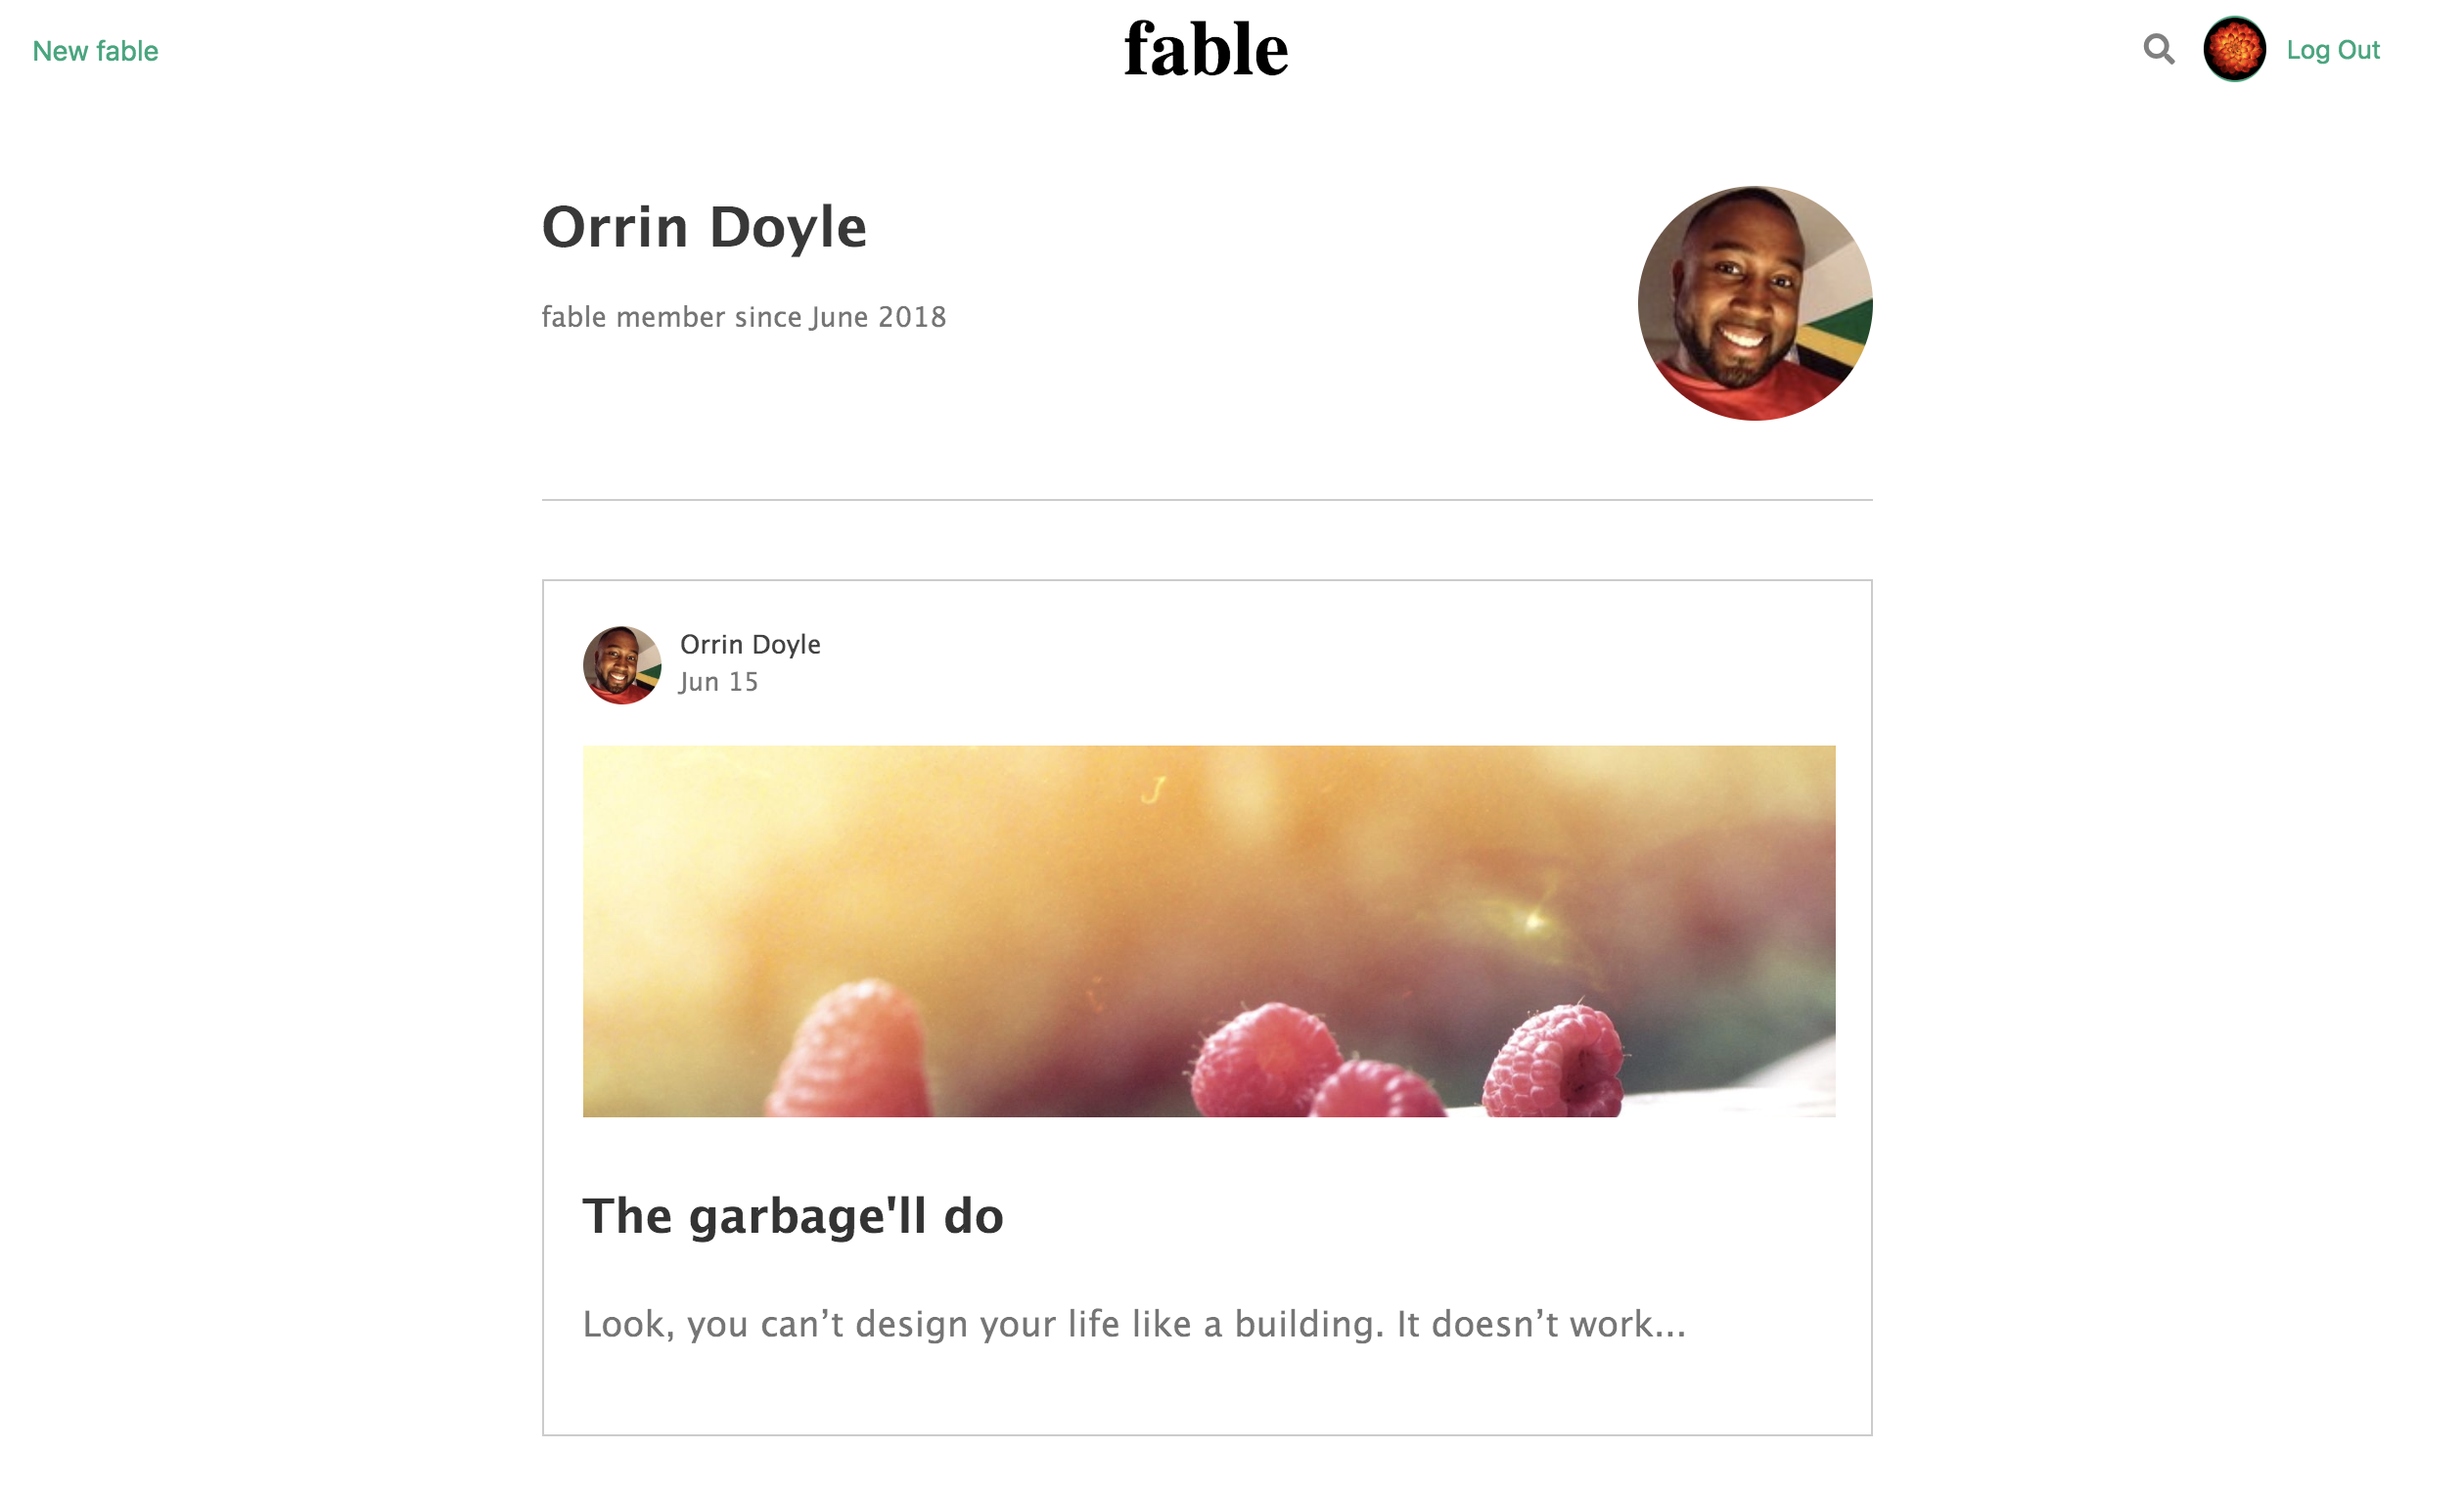 New fable
fable
Log Out
Orrin Doyle
fable member since June 2018
Orrin Doyle
Jun 15
The garbage'll do
Look, you can’t design your life like a building. It doesn’t work...